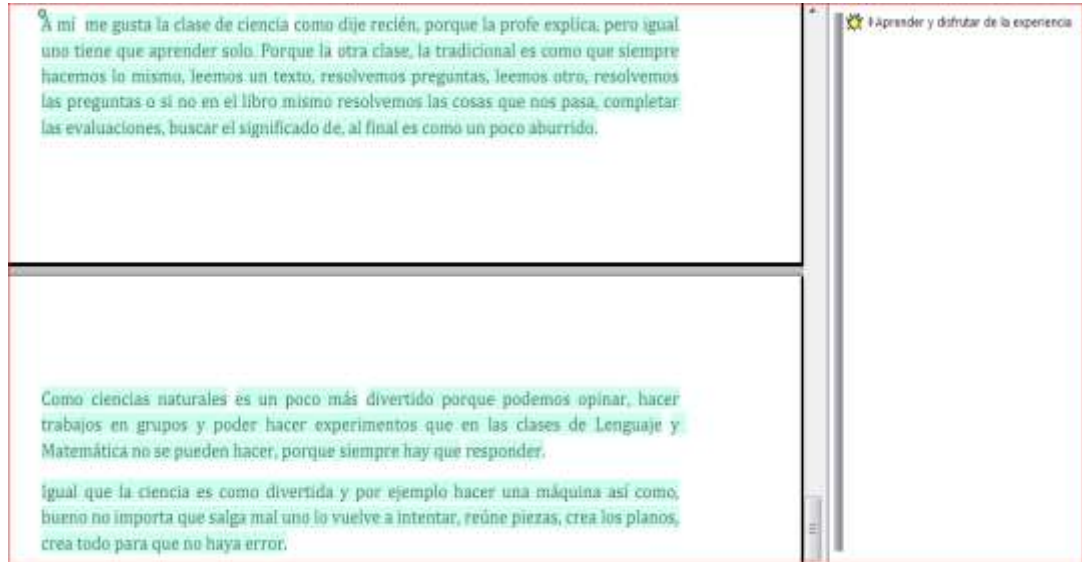 A mí me gusta la clase de ciencia como dije recién, porque la profe explica, pero igual
uno tiene que aprender solo. Porque la otra clase, la tradicional es como que siempre
hacemos lo mismo, leemos un texto, resolvemos preguntas, leemos otro, resolvemos
las preguntas o si no en el libro mismo resolvemos las cosas que nos pasa, completar
las evaluaciones, buscar el significado de, al final es como un poco aburrido.
Como ciencias naturales es un poco más divertido porque podemos opinar, hacer
trabajos en grupos y poder hacer experimentos que en las clases de Lenguaje y
Matemática no se pueden hacer, porque siempre hay que responder.
Igual que la ciencia es como divertida y por ejemplo hacer una máquina así como,
bueno no importa que salga mal uno lo vuelve a intentar, reúne piezas, crea los planos,
crea todo para que no haya error.
Aprender y disfrutar de la experiencia